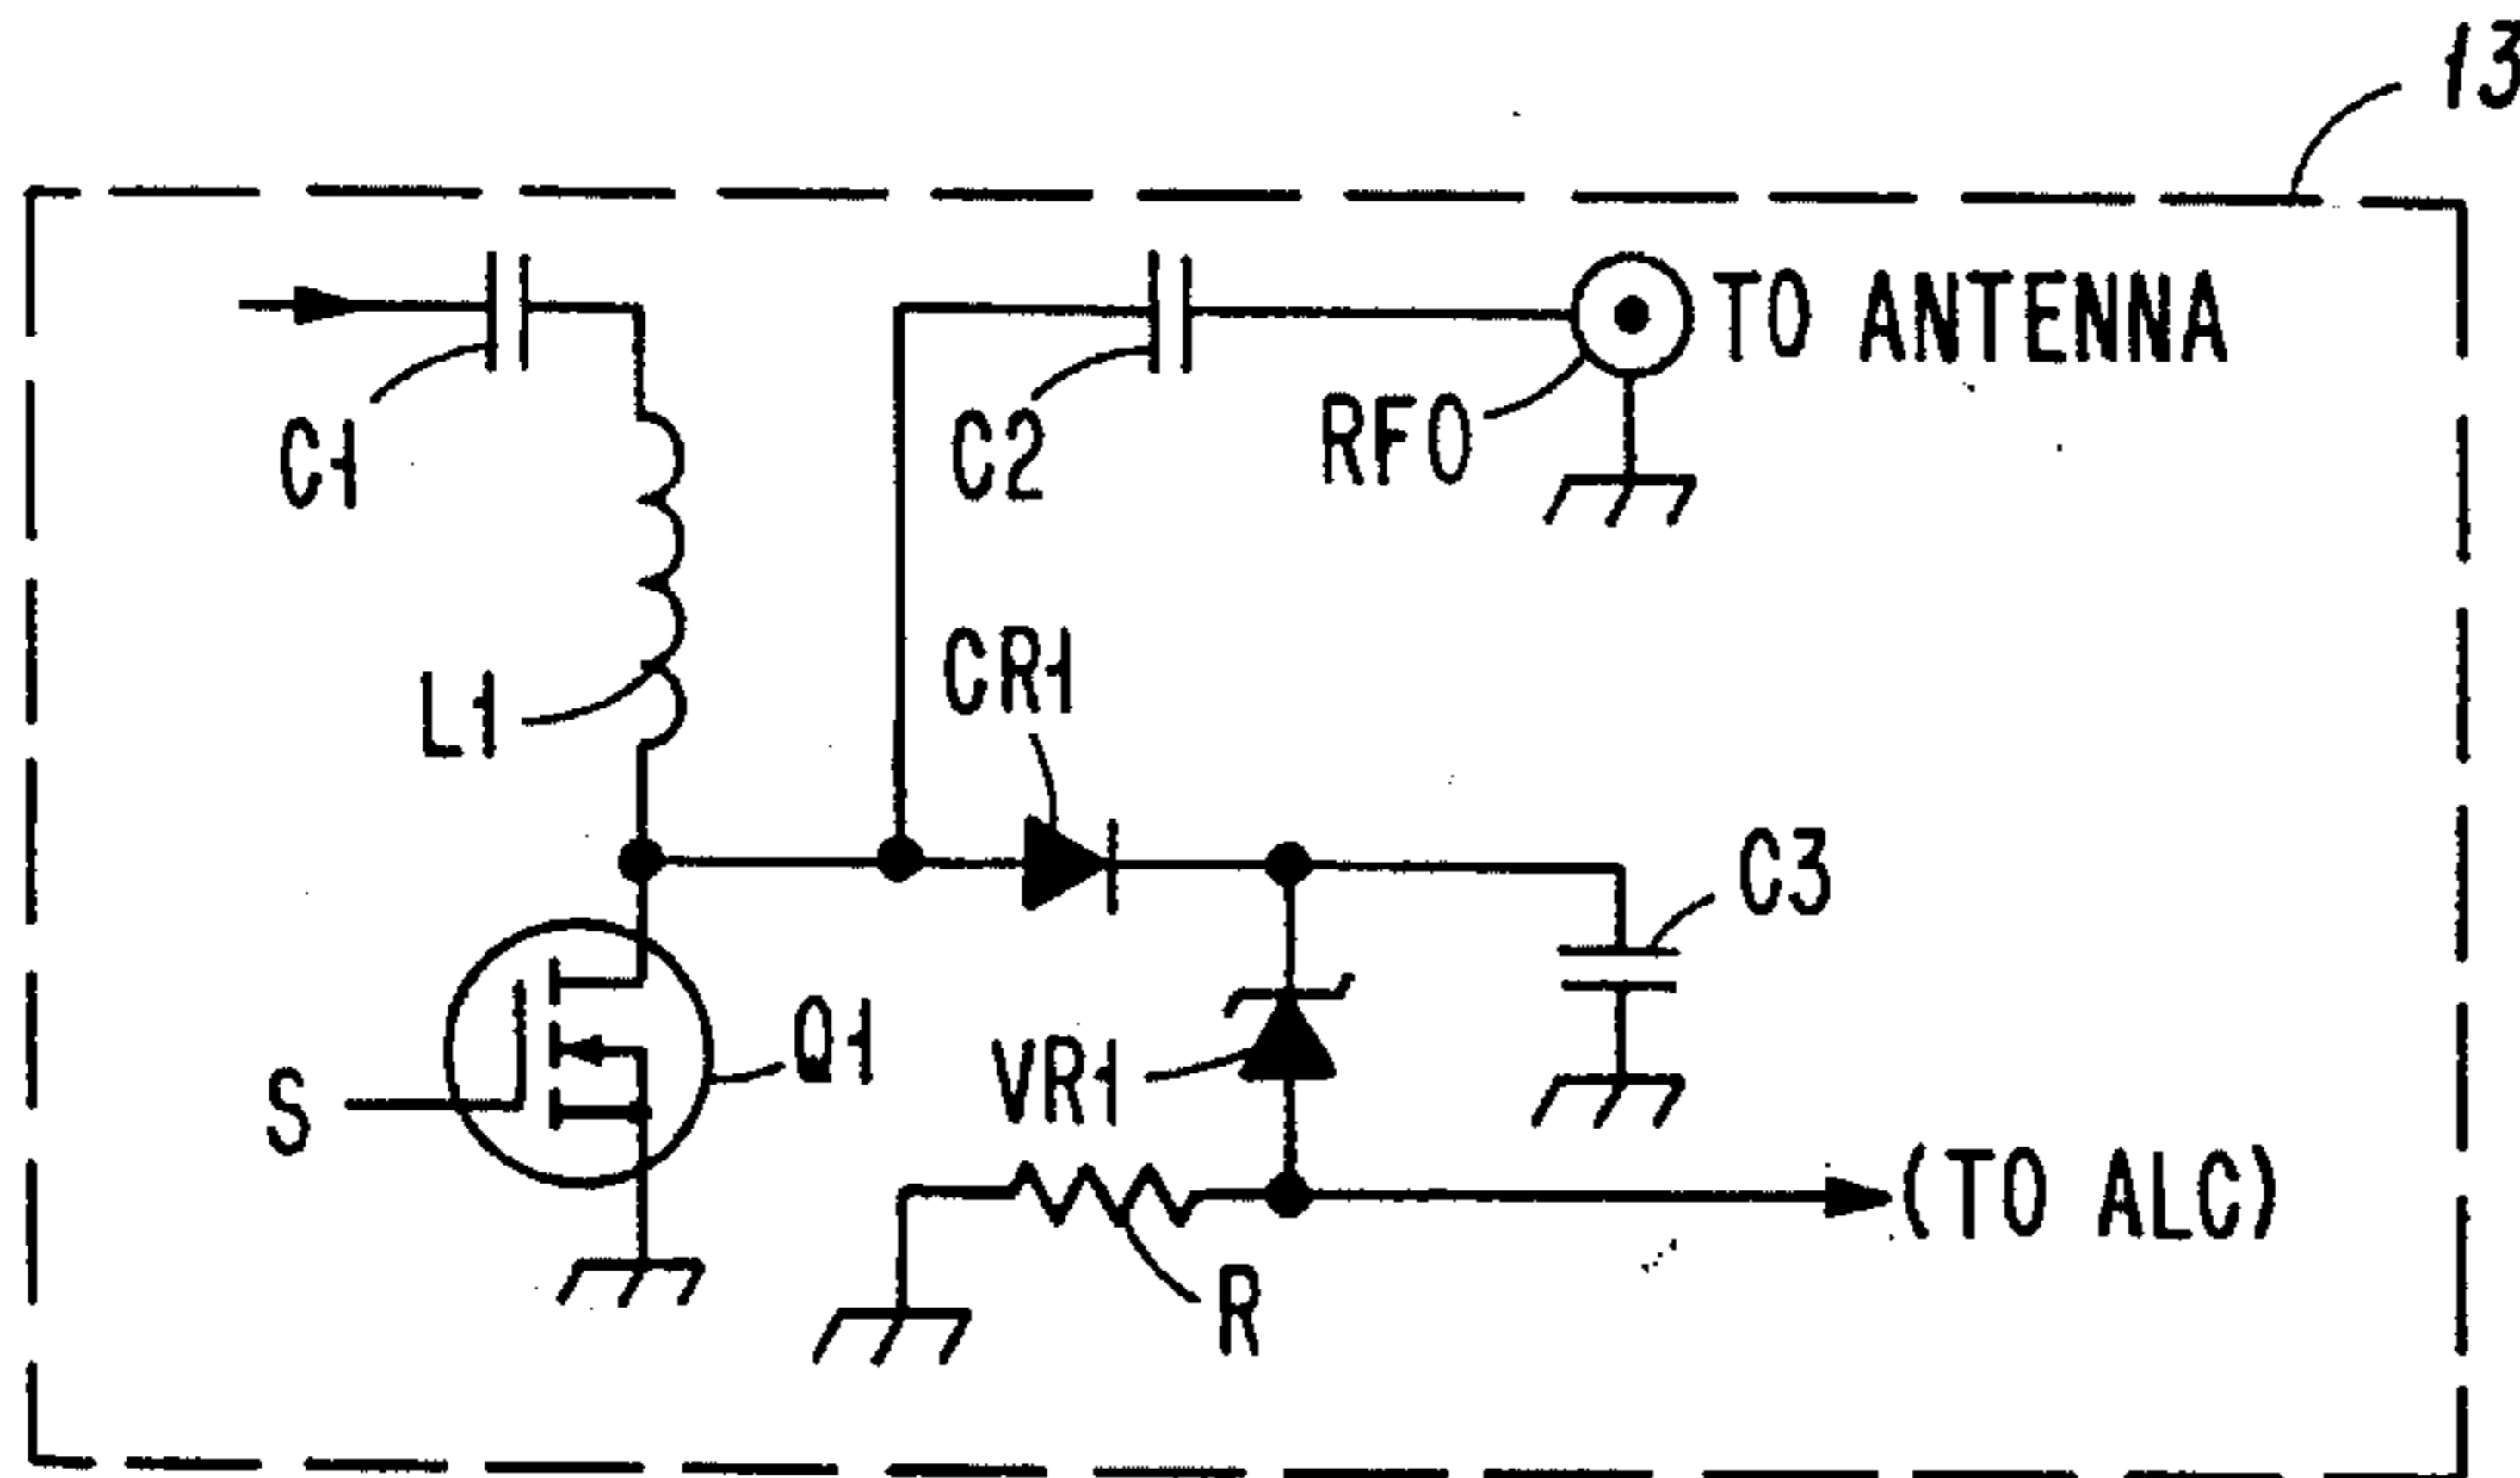 13
TO ANTENNA
C1
C2
RFO
CR1
L1
C3
Q1
VR1
S
(TO ALC)
R